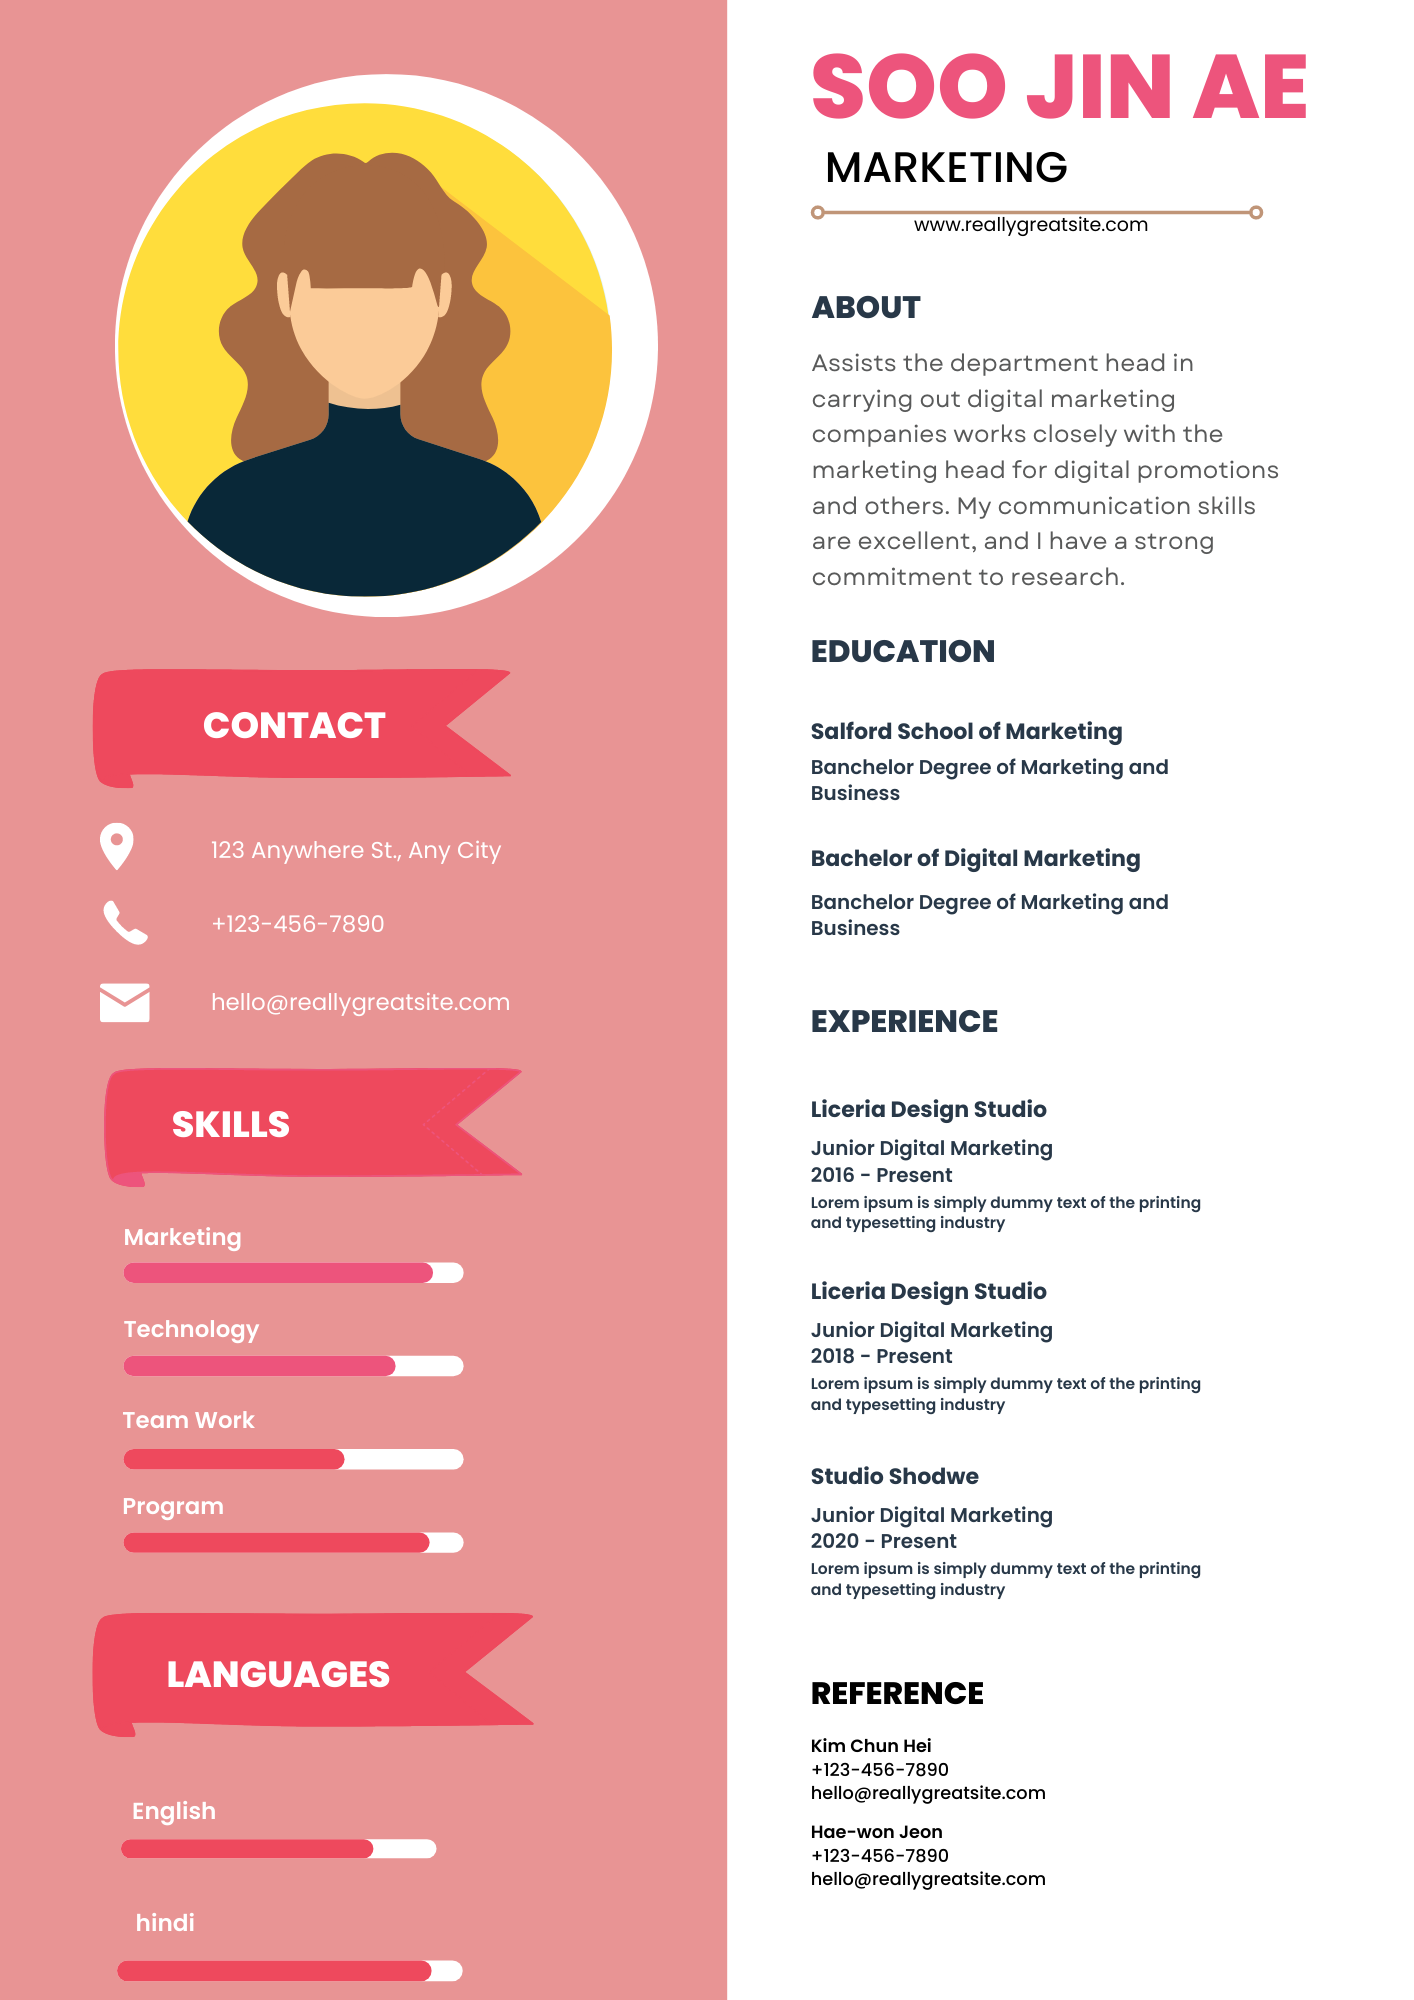 CONTACT
123 Anywhere St., Any City
+123-456-7890
hello@reallygreatsite.com
SKILLS
Marketing
Technology
Team Work
Program
LANGUAGES
English
hindi
SOO JIN AE
MARKETING
www.reallygreatsite.com
ABOUT
Assists the department head in
carrying out digital marketing
companies works closely with the
marketing head for digital promotions
and others. My communication skills
are excellent, and I have a strong
commitment to research.
EDUCATION
Salford School of Marketing
Banchelor Degree of Marketing and
Business
Bachelor of Digital Marketing
Banchelor Degree of Marketing and
Business
EXPERIENCE
Liceria Design Studio
Junior Digital Marketing
2016 - Present
Lorem ipsum is simply dummy text of the printing
and typesetting industry
Liceria Design Studio
Junior Digital Marketing
2018 - Present
Lorem ipsum is simply dummy text of the printing
and typesetting industry
Studio Shodwe
Junior Digital Marketing
2020 - Present
Lorem ipsum is simply dummy text of the printing
and typesetting industry
REFERENCE
Kim Chun Hei
+123-456-7890
hello@reallygreatsite.com
Hae-won Jeon
+123-456-7890
hello@reallygreatsite.com